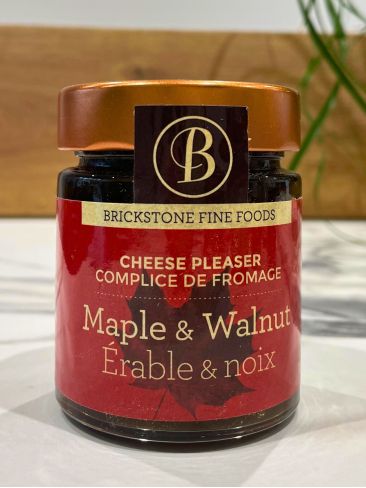 B
BRICKSTONE FINE FOODS
CHEESE PLEASER
COMPLICE DE FROMAGE
Maple & Walnut
Érable & noix